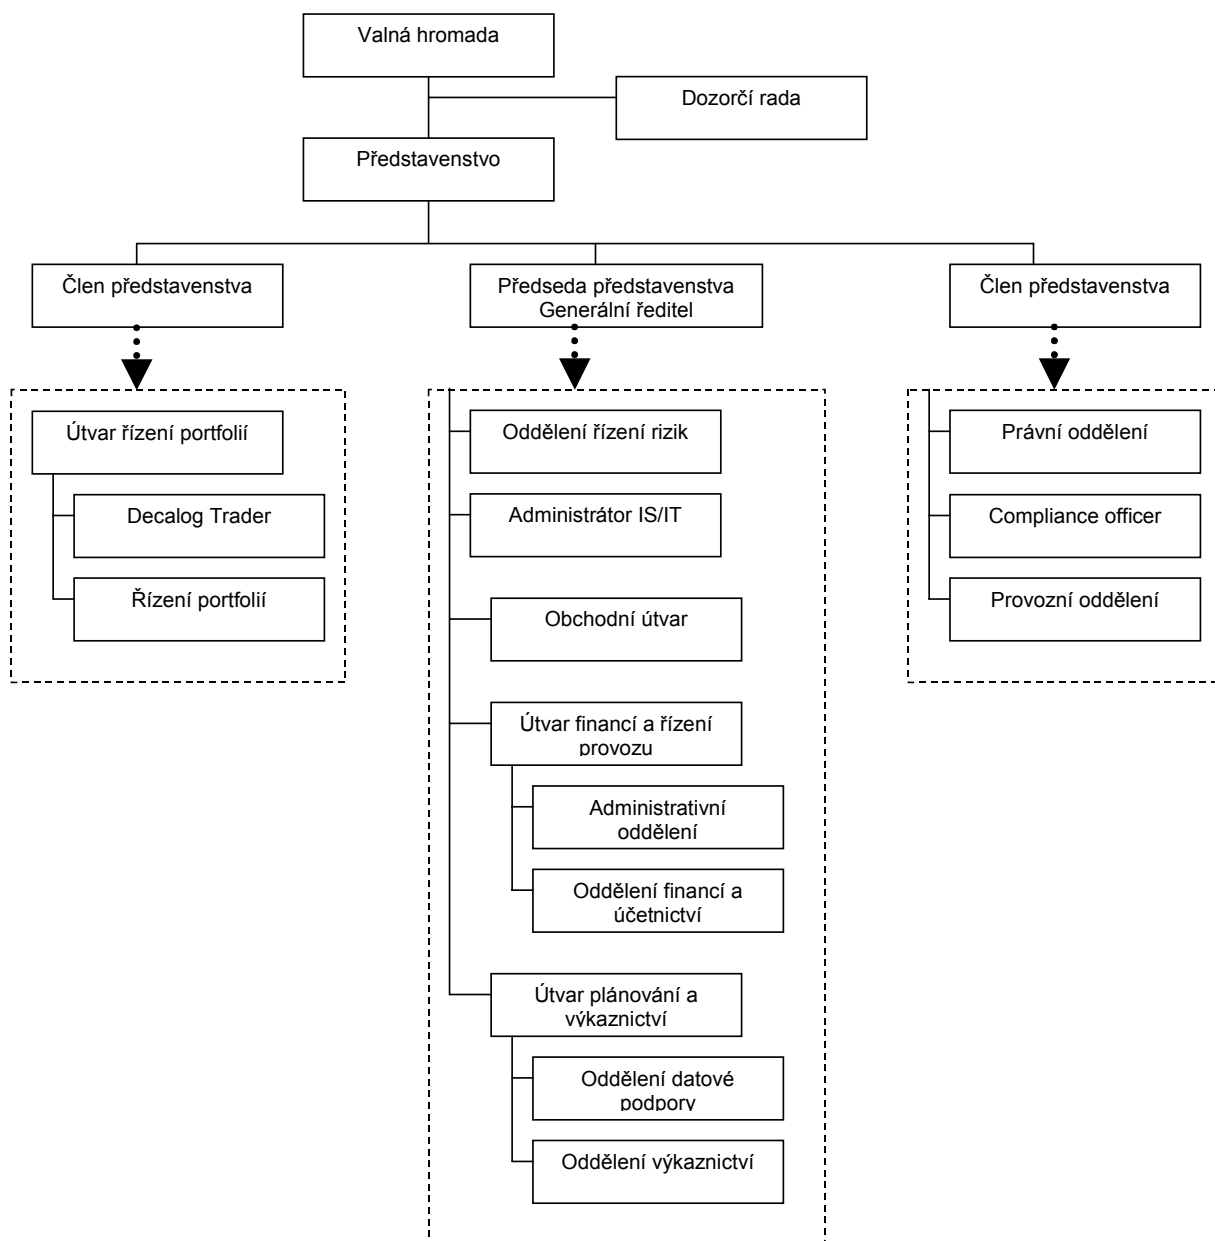 Valná hromada
Dozorčí rada
Představenstvo
Člen představenstva
Předseda představenstva
Generální ředitel
Člen představenstva
Útvar řízení portfolií
Decalog Trader
Řízení portfolií
Oddělení řízení rizik
Administrátor IS/IT
Obchodní útvar
Útvar financí a řízení
provozu
Administrativní
oddělení
Oddělení financí a
účetnictví
Útvar plánování a
výkaznictví
Oddělení datové
podpory
Oddělení výkaznictví
Právní oddělení
Compliance officer
Provozní oddělení